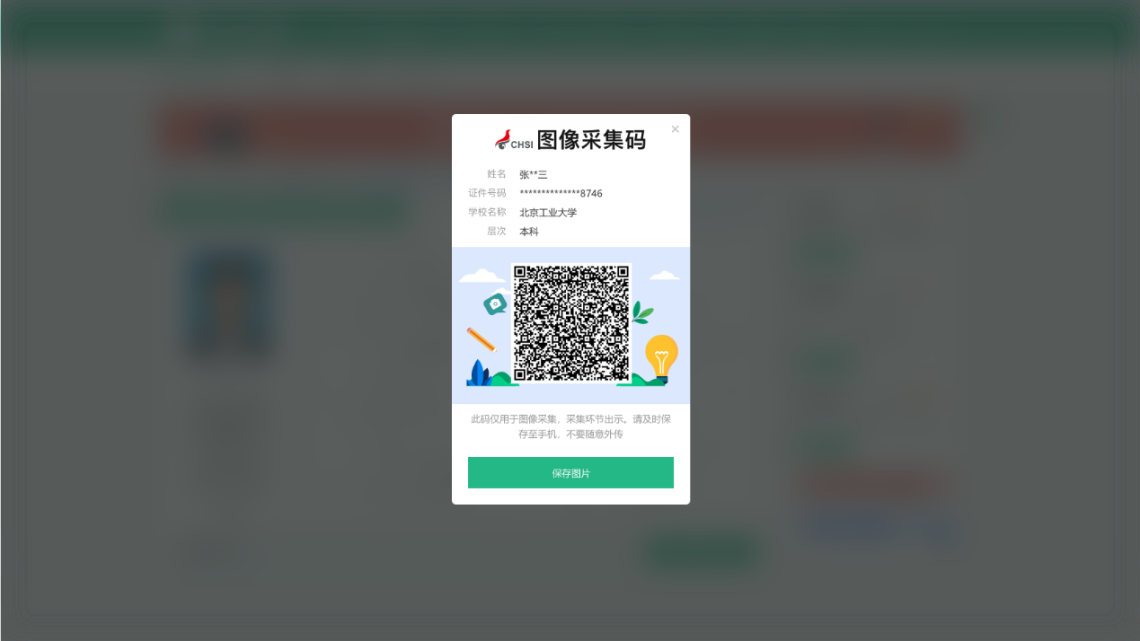 CHSI 图像采集码
×
姓名 张**三
证件号码 **************8746
学校名称 北京工业大学
层次 本科
此码仅用于图像采集，采集环节出示。请及时保
存至手机，不要随意外传
保存图片